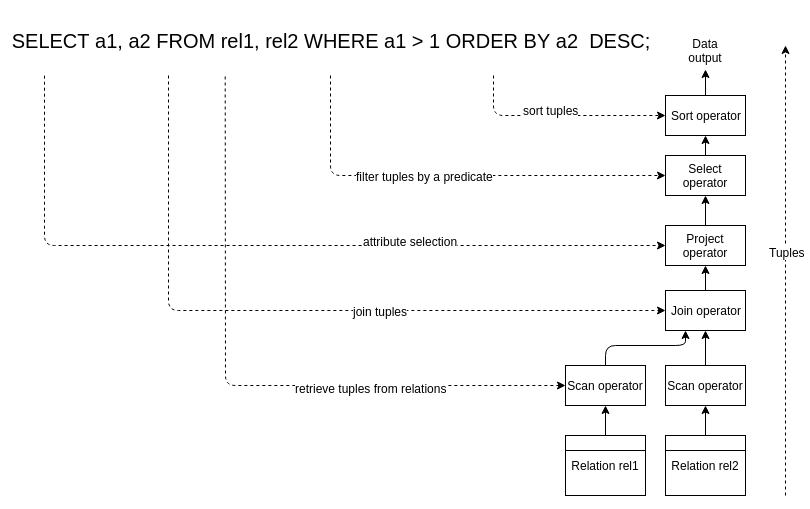 SELECT a1, a2 FROM rel1, rel2 WHERE a1 > 1 ORDER BY a2  DESC;
Data
output
sort tuples
Sort operator
filter tuples by a predicate
Select
operator
attribute selection
Project
operator
Tuples
join tuples
Join operator
retrieve tuples from relations
Scan operator
Scan operator
Relation rel1
Relation rel2